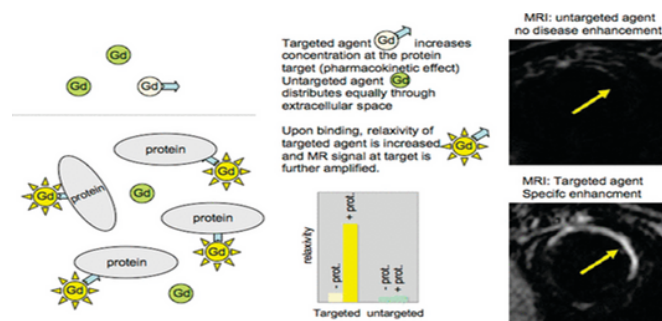 Gd
Gd
Gd
Gd
protein
Gd
protein
Gd
Gd
protein
Gd
protein
Gd
Gd
Targeted agent Gd increases
concentration at the protein
target (pharmacokinetic effect)
Untargeted agent Gd
distributes equally through
extracellular space
Upon binding, relaxivity of
targeted agent is increased Gd
and MR signal at target is
further amplified.
relaxivity
- prot.
+ prot.
- prot.
+ prot.
Targeted untargeted
MRI: untargeted agent
no disease enhancement
MRI: Targeted agent
Specifc enhancment